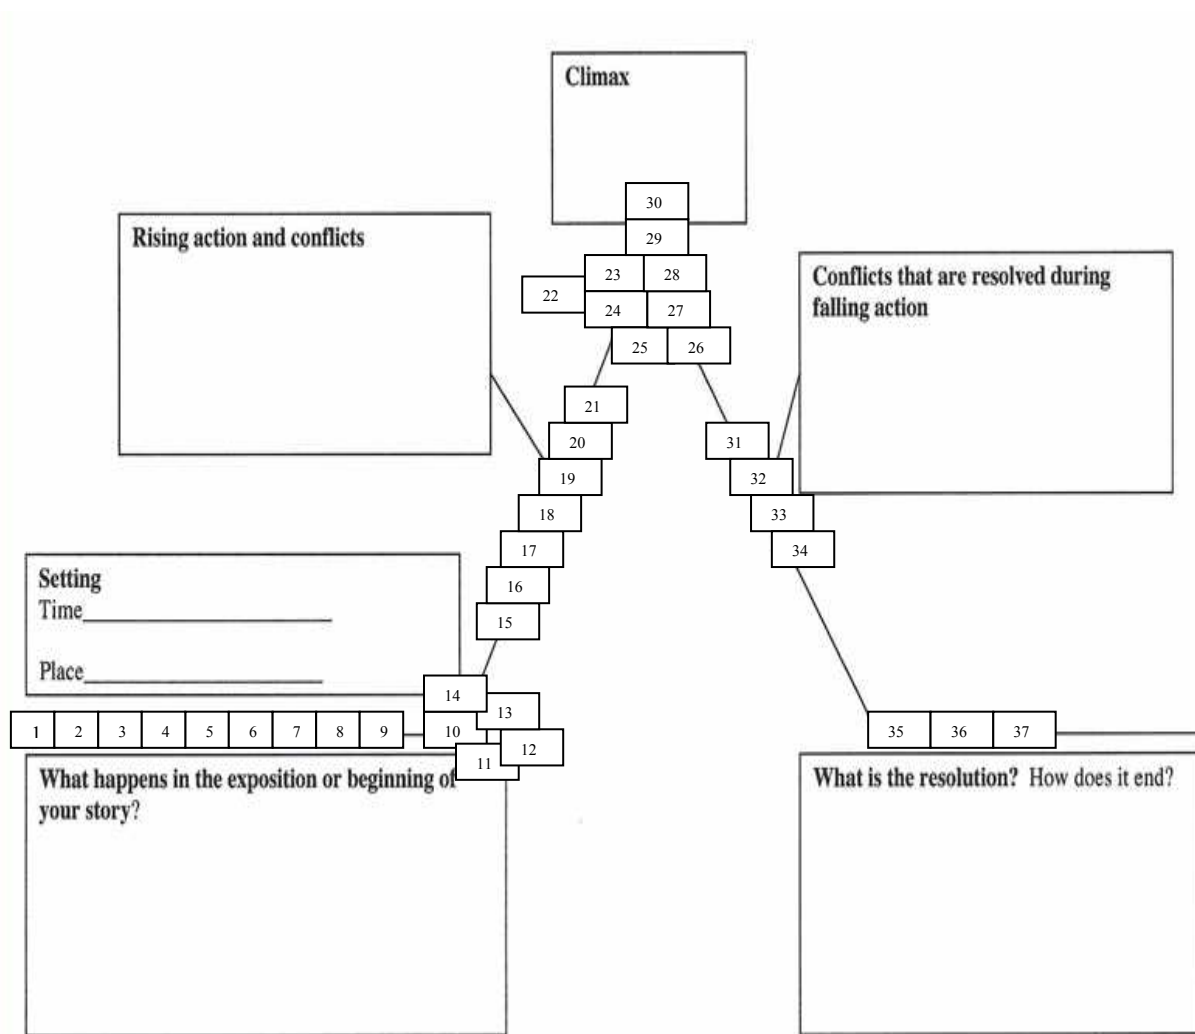 Climax
30
Rising action and conflicts
29
23 28
Conflicts that are resolved during
falling action
22
24 27
25 26
21
20
31
19
32
18
33
17
34
Setting
16
Time
15
Place
14
13
1 2 3 4 5 6 7 8 9 10
35 36 37
12
11
What happens in the exposition or beginning of
your story?
What is the resolution? How does it end?